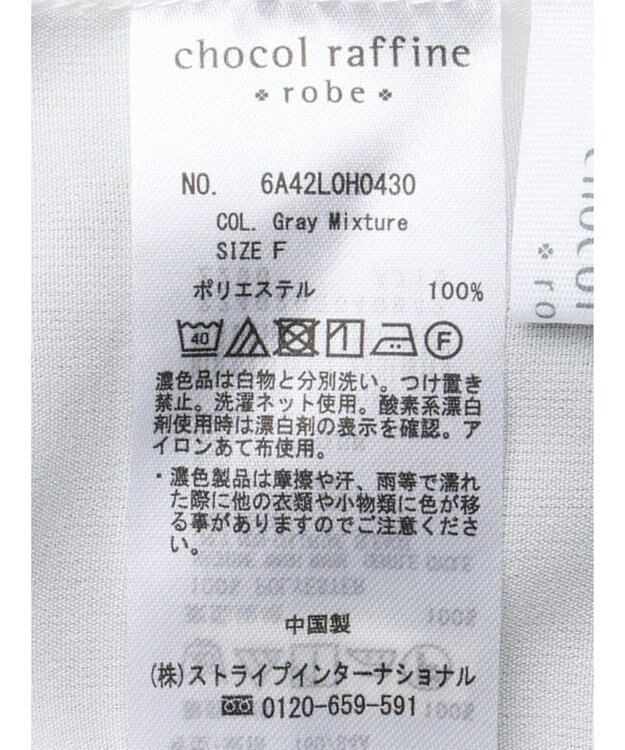 chocol raffine
robe
NO. 6A42L0H0430
COL. Gray Mixture
SIZE F
ポリエステル 100%
40 F
濃色品は白物と分別洗い。つけ置き
禁止。洗濯ネット使用。酸素系漂白
剤使用時は漂白剤の表示を確認。ア
イロンあて布使用。
・濃色製品は摩擦や汗、雨等で濡れ
た際に他の衣類や小物類に色が移
る事がありますのでご注意くださ
い。
中国製
(株)ストライプインターナショナル
0120-659-591
chocol
ro